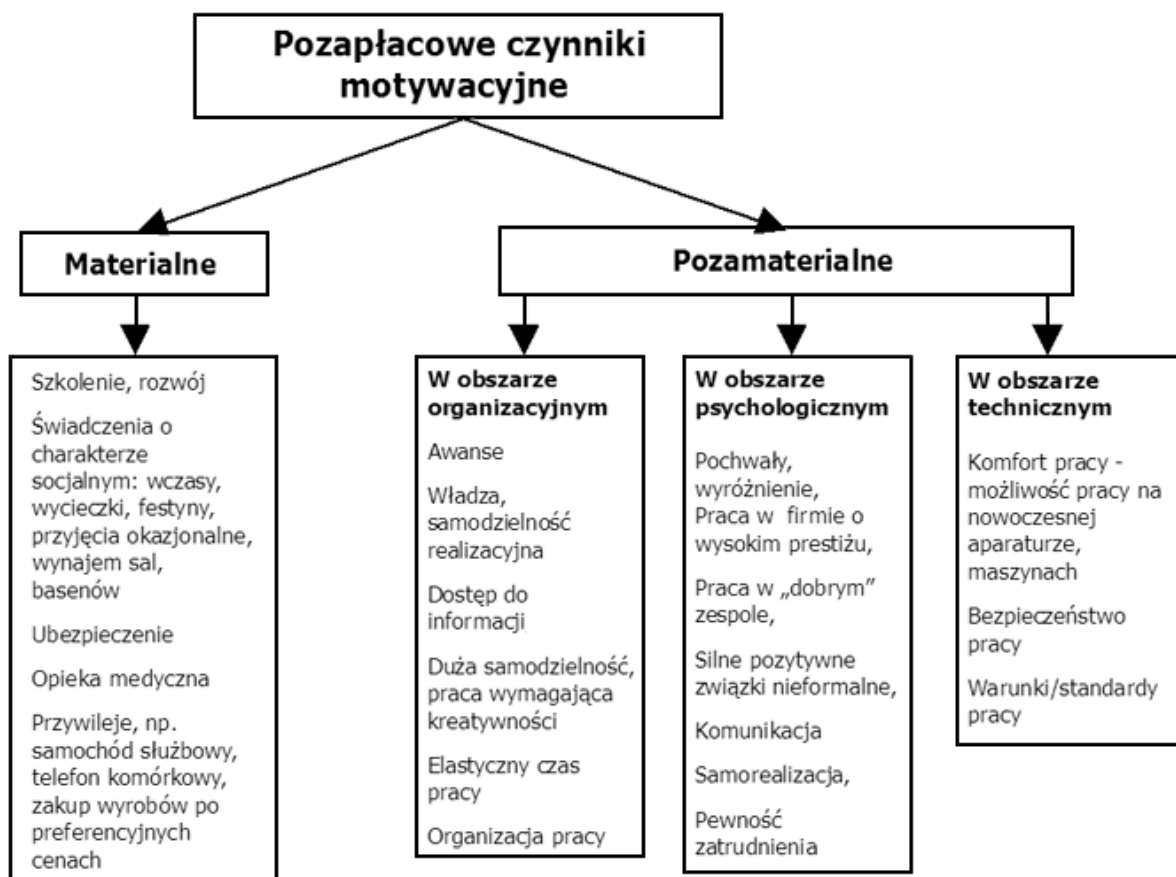 Pozapłacowe czynniki
motywacyjne
Materialne
Pozamaterialne
Szkolenie, rozwój
Świadczenia o
charakterze
socjalnym: wczasy,
wycieczki, festyny,
przyjęcia okazjonalne,
wynajem sal,
basenów
Ubezpieczenie
Opieka medyczna
Przywileje, np.
samochód służbowy,
telefon komórkowy,
zakup wyrobów po
preferencyjnych
cenach
W obszarze
organizacyjnym
Awanse
Władza,
samodzielność
realizacyjna
Dostęp do
informacji
Duża samodzielność,
praca wymagająca
kreatywności
Elastyczny czas
pracy
Organizacja pracy
W obszarze
psychologicznym
Pochwały,
wyróżnienie,
Praca w firmie o
wysokim prestiżu,
Praca w „dobrym”
zespole,
Silne pozytywne
związki nieformalne,
Komunikacja
Samorealizacja,
Pewność
zatrudnienia
W obszarze
technicznym
Komfort pracy -
możliwość pracy na
nowoczesnej
aparaturze,
maszynach
Bezpieczeństwo
pracy
Warunki/standardy
pracy